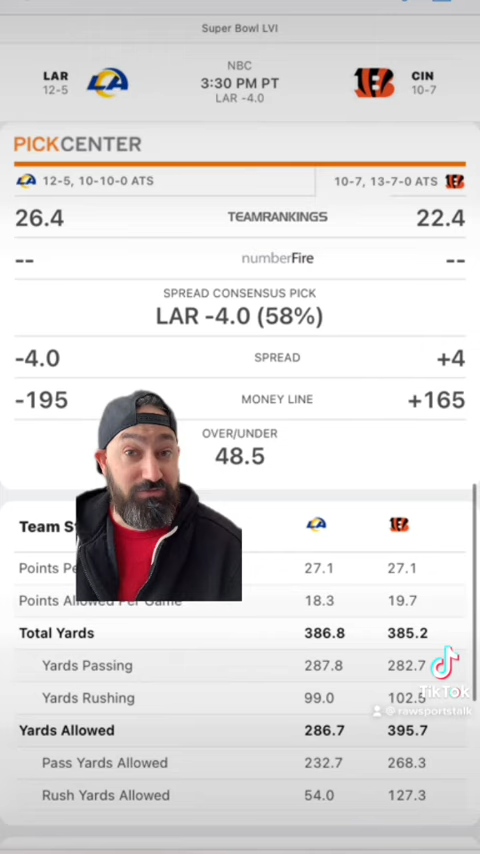 Super Bowl LVI
NBC
LAR 3:30 PM PT CIN
12-5 LAR -4.0 10-7
PICKCENTER
12-5, 10-10-0 ATS 10-7, 13-7-0 ATS
26.4 TEAMRANKINGS 22.4
-- numberFire --
SPREAD CONSENSUS PICK
LAR -4.0 (58%)
-4.0 SPREAD +4
-195 MONEY LINE +165
OVER/UNDER
48.5
Team
Points 27.1 27.1
Points Allowed Per Game 18.3 19.7
Total Yards 386.8 385.2
Yards Passing 287.8 282.7
TikTok
Yards Rushing 99.0 102.5
@rawsportstalk
Yards Allowed 286.7 395.7
Pass Yards Allowed 232.7 268.3
Rush Yards Allowed 54.0 127.3